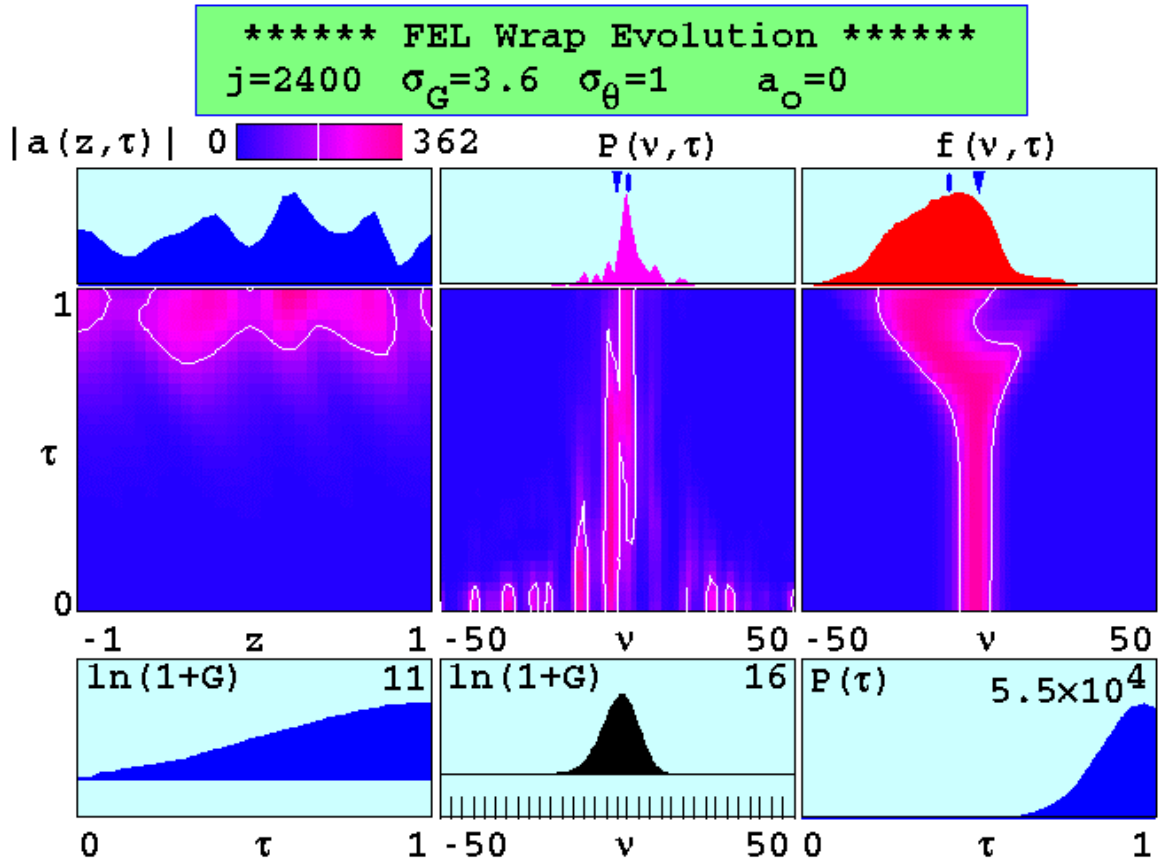 ****** FEL Wrap Evolution ******
j=2400 σG=3.6 σθ=1 ao=0
|a(z,τ)| 0 362 P(ν,τ) f(ν,τ)
1
τ
0
-1 z 1 -50 ν 50 -50 ν 50
ln(1+G) 11 ln(1+G) 16 P(τ) 5.5×10⁴
0 τ 1 -50 ν 50 0 τ 1